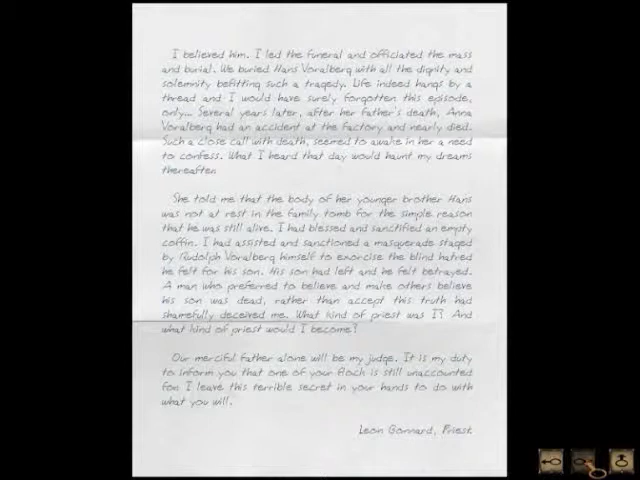 I believed him. I led the funeral and officiated the mass
and burial. We buried Hans Voralberg with all the dignity and
solemnity befitting such a tragedy. Life indeed hangs by a
thread and I would have surely forgotten this episode,
only... Several years later, after her father's death, Anna
Voralberg had an accident at the factory and nearly died.
Such a close call with death, seemed to awake in her a need
to confess. What I heard that day would haunt my dreams
thereafter.
She told me that the body of her younger brother Hans
was not at rest in the family tomb for the simple reason
that he was still alive. I had blessed and sanctified an empty
coffin. I had assisted and sanctioned a masquerade staged
by Rudolph Voralberg himself to exorcise the blind hatred
he felt for his son. His son had left and he felt betrayed.
A man who preferred to believe and make others believe
his son was dead, rather than accept this truth had
shamefully deceived me. What kind of priest was I? And
what kind of priest would I become?
Our merciful father alone will be my judge. It is my duty
to inform you that one of your flock is still unaccounted
for. I leave this terrible secret in your hands to do with
what you will.
Leon Gonnard, Priest